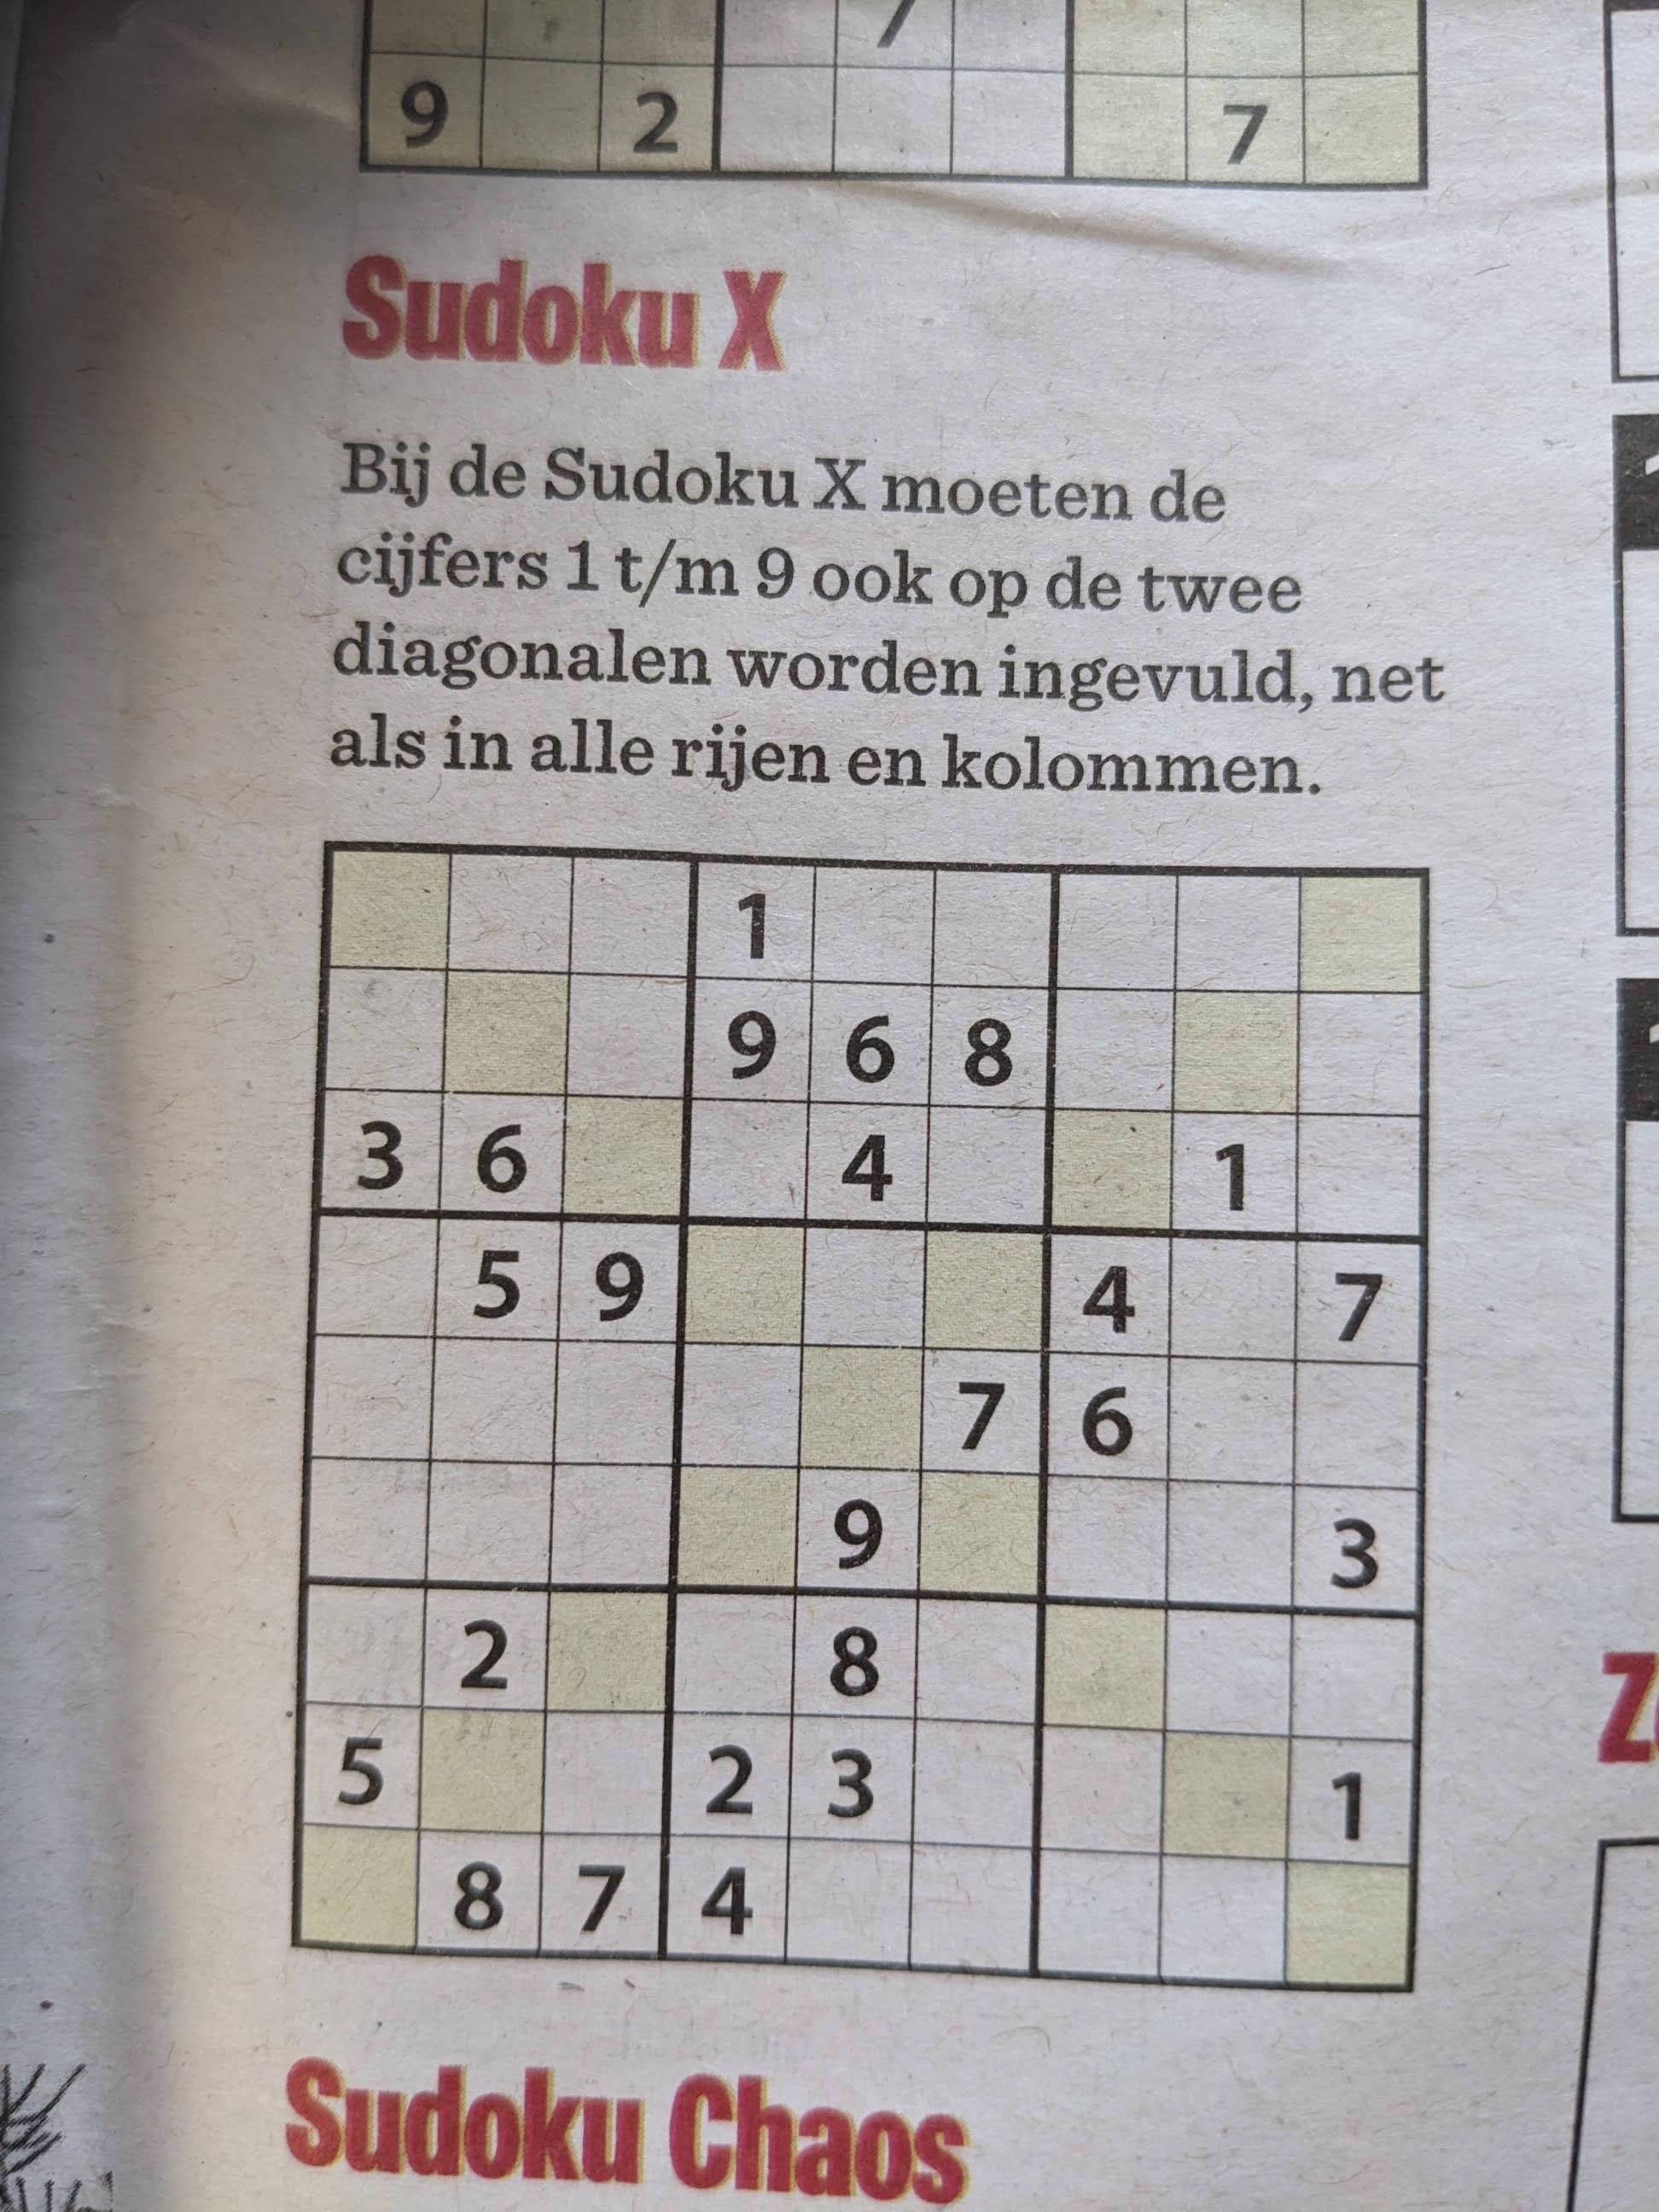 7
9 2 7
Sudoku X
Bij de Sudoku X moeten de
cijfers 1 t/m 9 ook op de twee
diagonalen worden ingevuld, net
als in alle rijen en kolommen.
1
9 6 8
3 6 4 1
5 9 4 7
7 6
9 3
2 8
5 2 3 1
8 7 4
Sudoku Chaos